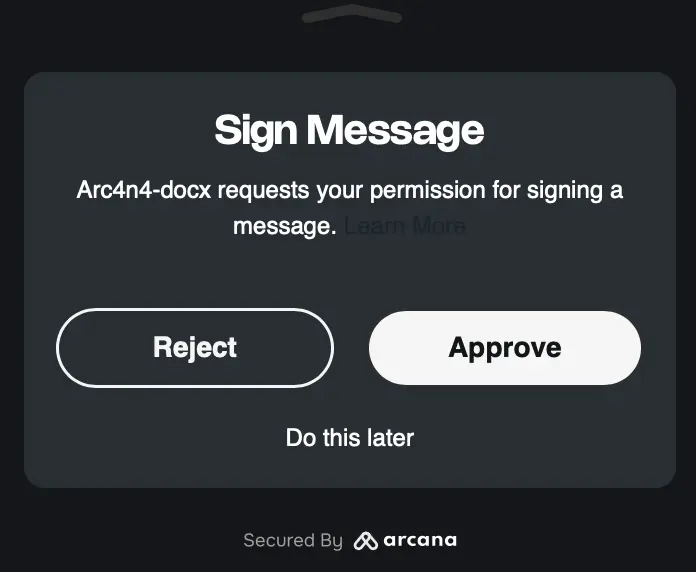 Sign Message
Arc4n4-docx requests your permission for signing a
message. Learn More
Reject
Approve
Do this later
Secured By arcana